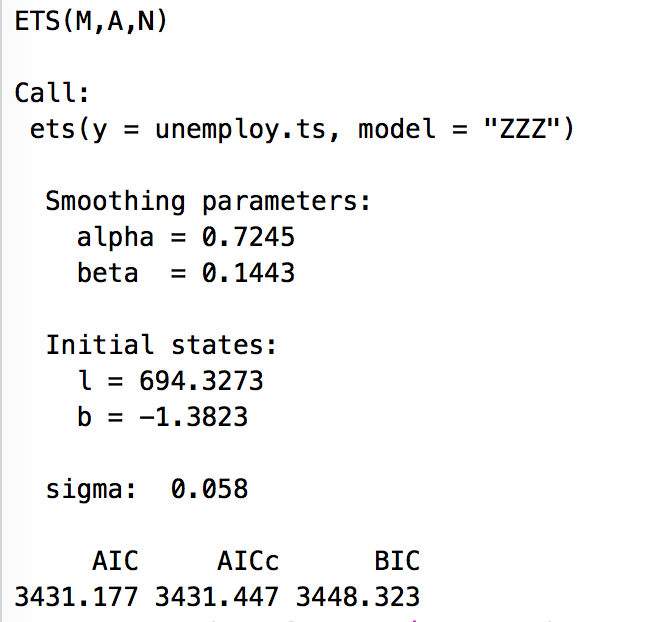 ETS(M,A,N)
Call:
ets(y = unemploy.ts, model = "ZZZ")
Smoothing parameters:
alpha = 0.7245
beta  = 0.1443
Initial states:
l = 694.3273
b = −1.3823
sigma:  0.058
AIC     AICc      BIC
3431.177 3431.447 3448.323